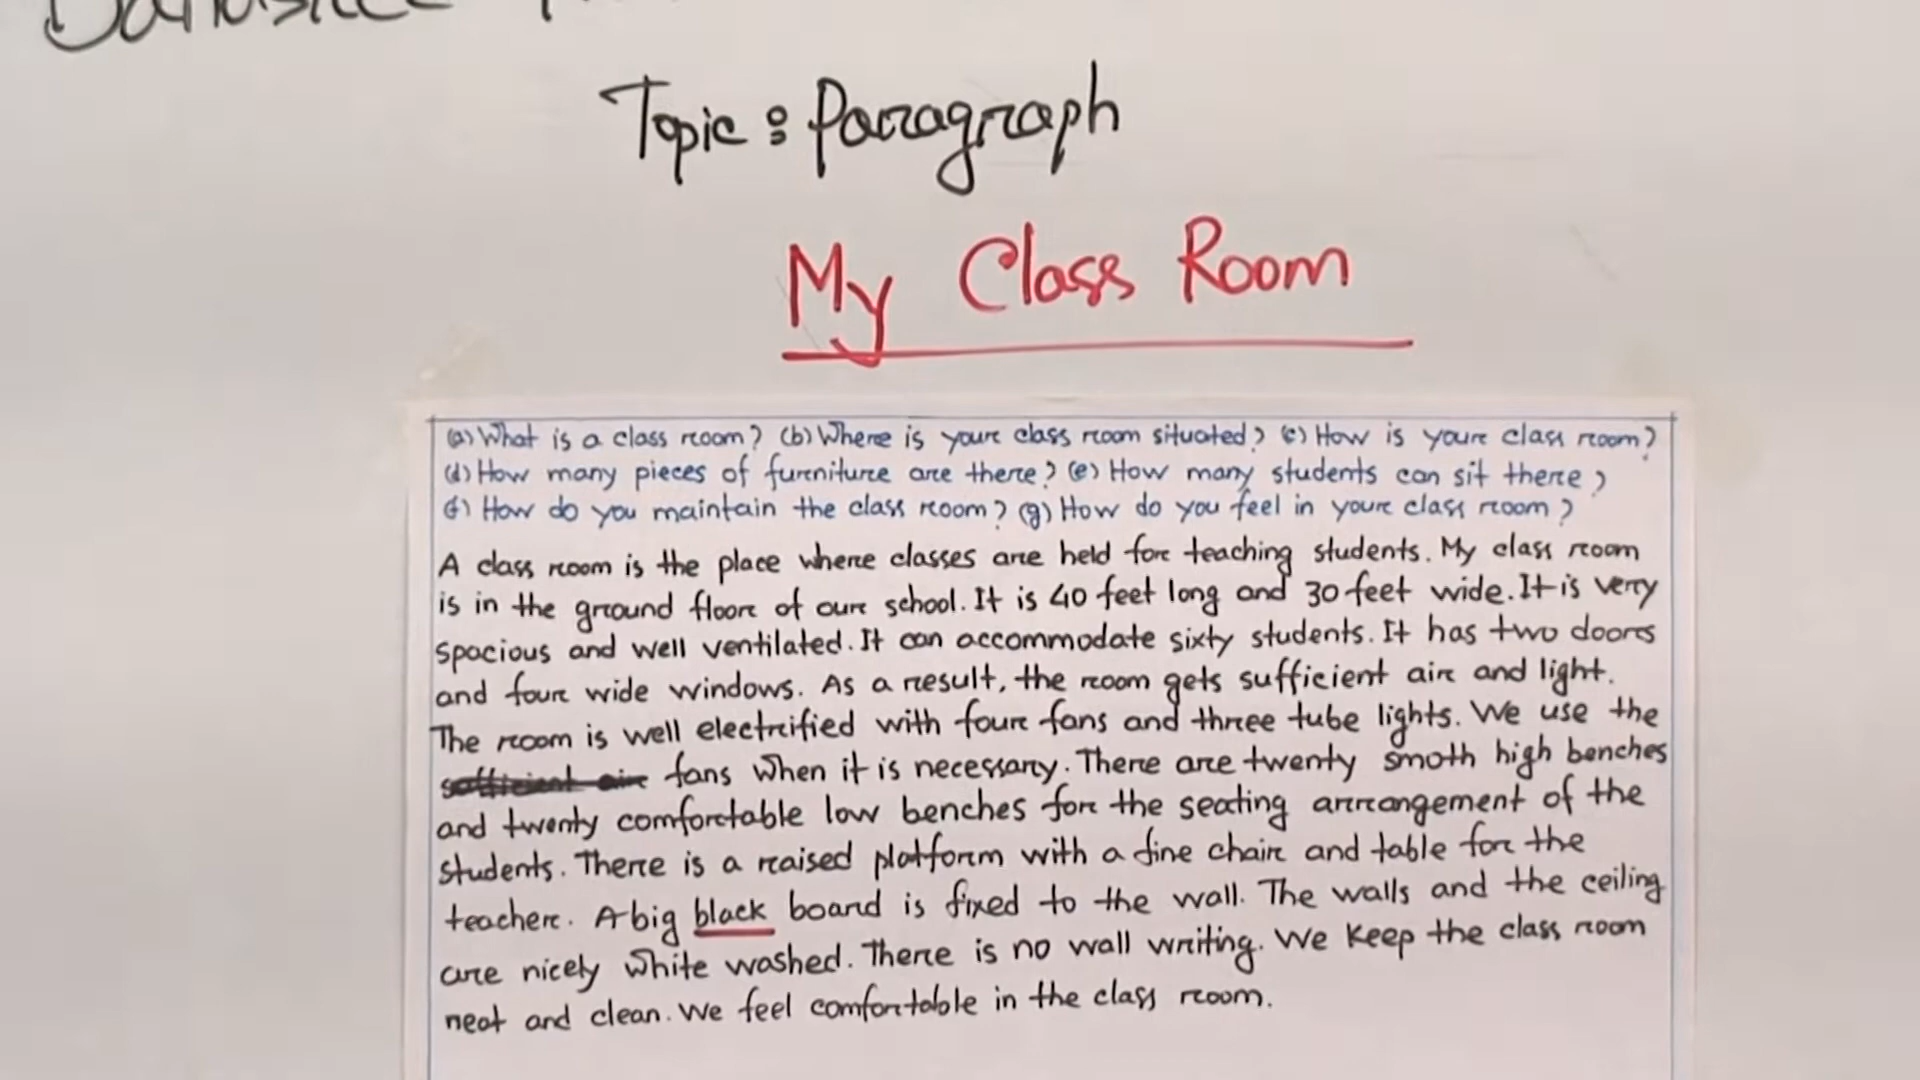 Topic : Paragraph
My Class Room
(a) What is a class room? (b) Where is your class room situated? (c) How is your class room?
(d) How many pieces of furniture are there? (e) How many students can sit there?
(f) How do you maintain the class room? (g) How do you feel in your class room?
A class room is the place where classes are held for teaching students. My class room
is in the ground floor of our school. It is 40 feet long and 30 feet wide. It is very
spacious and well ventilated. It can accommodate sixty students. It has two doors
and four wide windows. As a result, the room gets sufficient air and light.
The room is well electrified with four fans and three tube lights. We use the
fans when it is necessary. There are twenty smoth high benches
and twenty comfortable low benches for the seating arrangement of the
students. There is a raised platform with a fine chair and table for the
teacher. A big black board is fixed to the wall. The walls and the ceiling
are nicely white washed. There is no wall writing. We keep the class room
neat and clean. We feel comfortable in the class room.